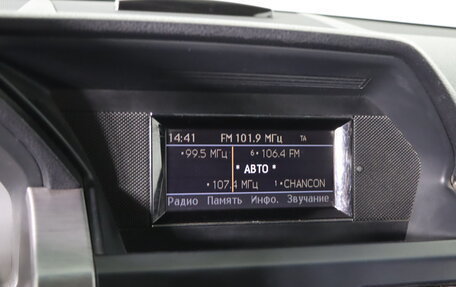 14:41 FM 101.9 МГц TA
•99.5 МГц 6•106.4 FM
* АВТО *
•107.4 МГц 1•CHANCON
Радио Память Инфо. Звучание